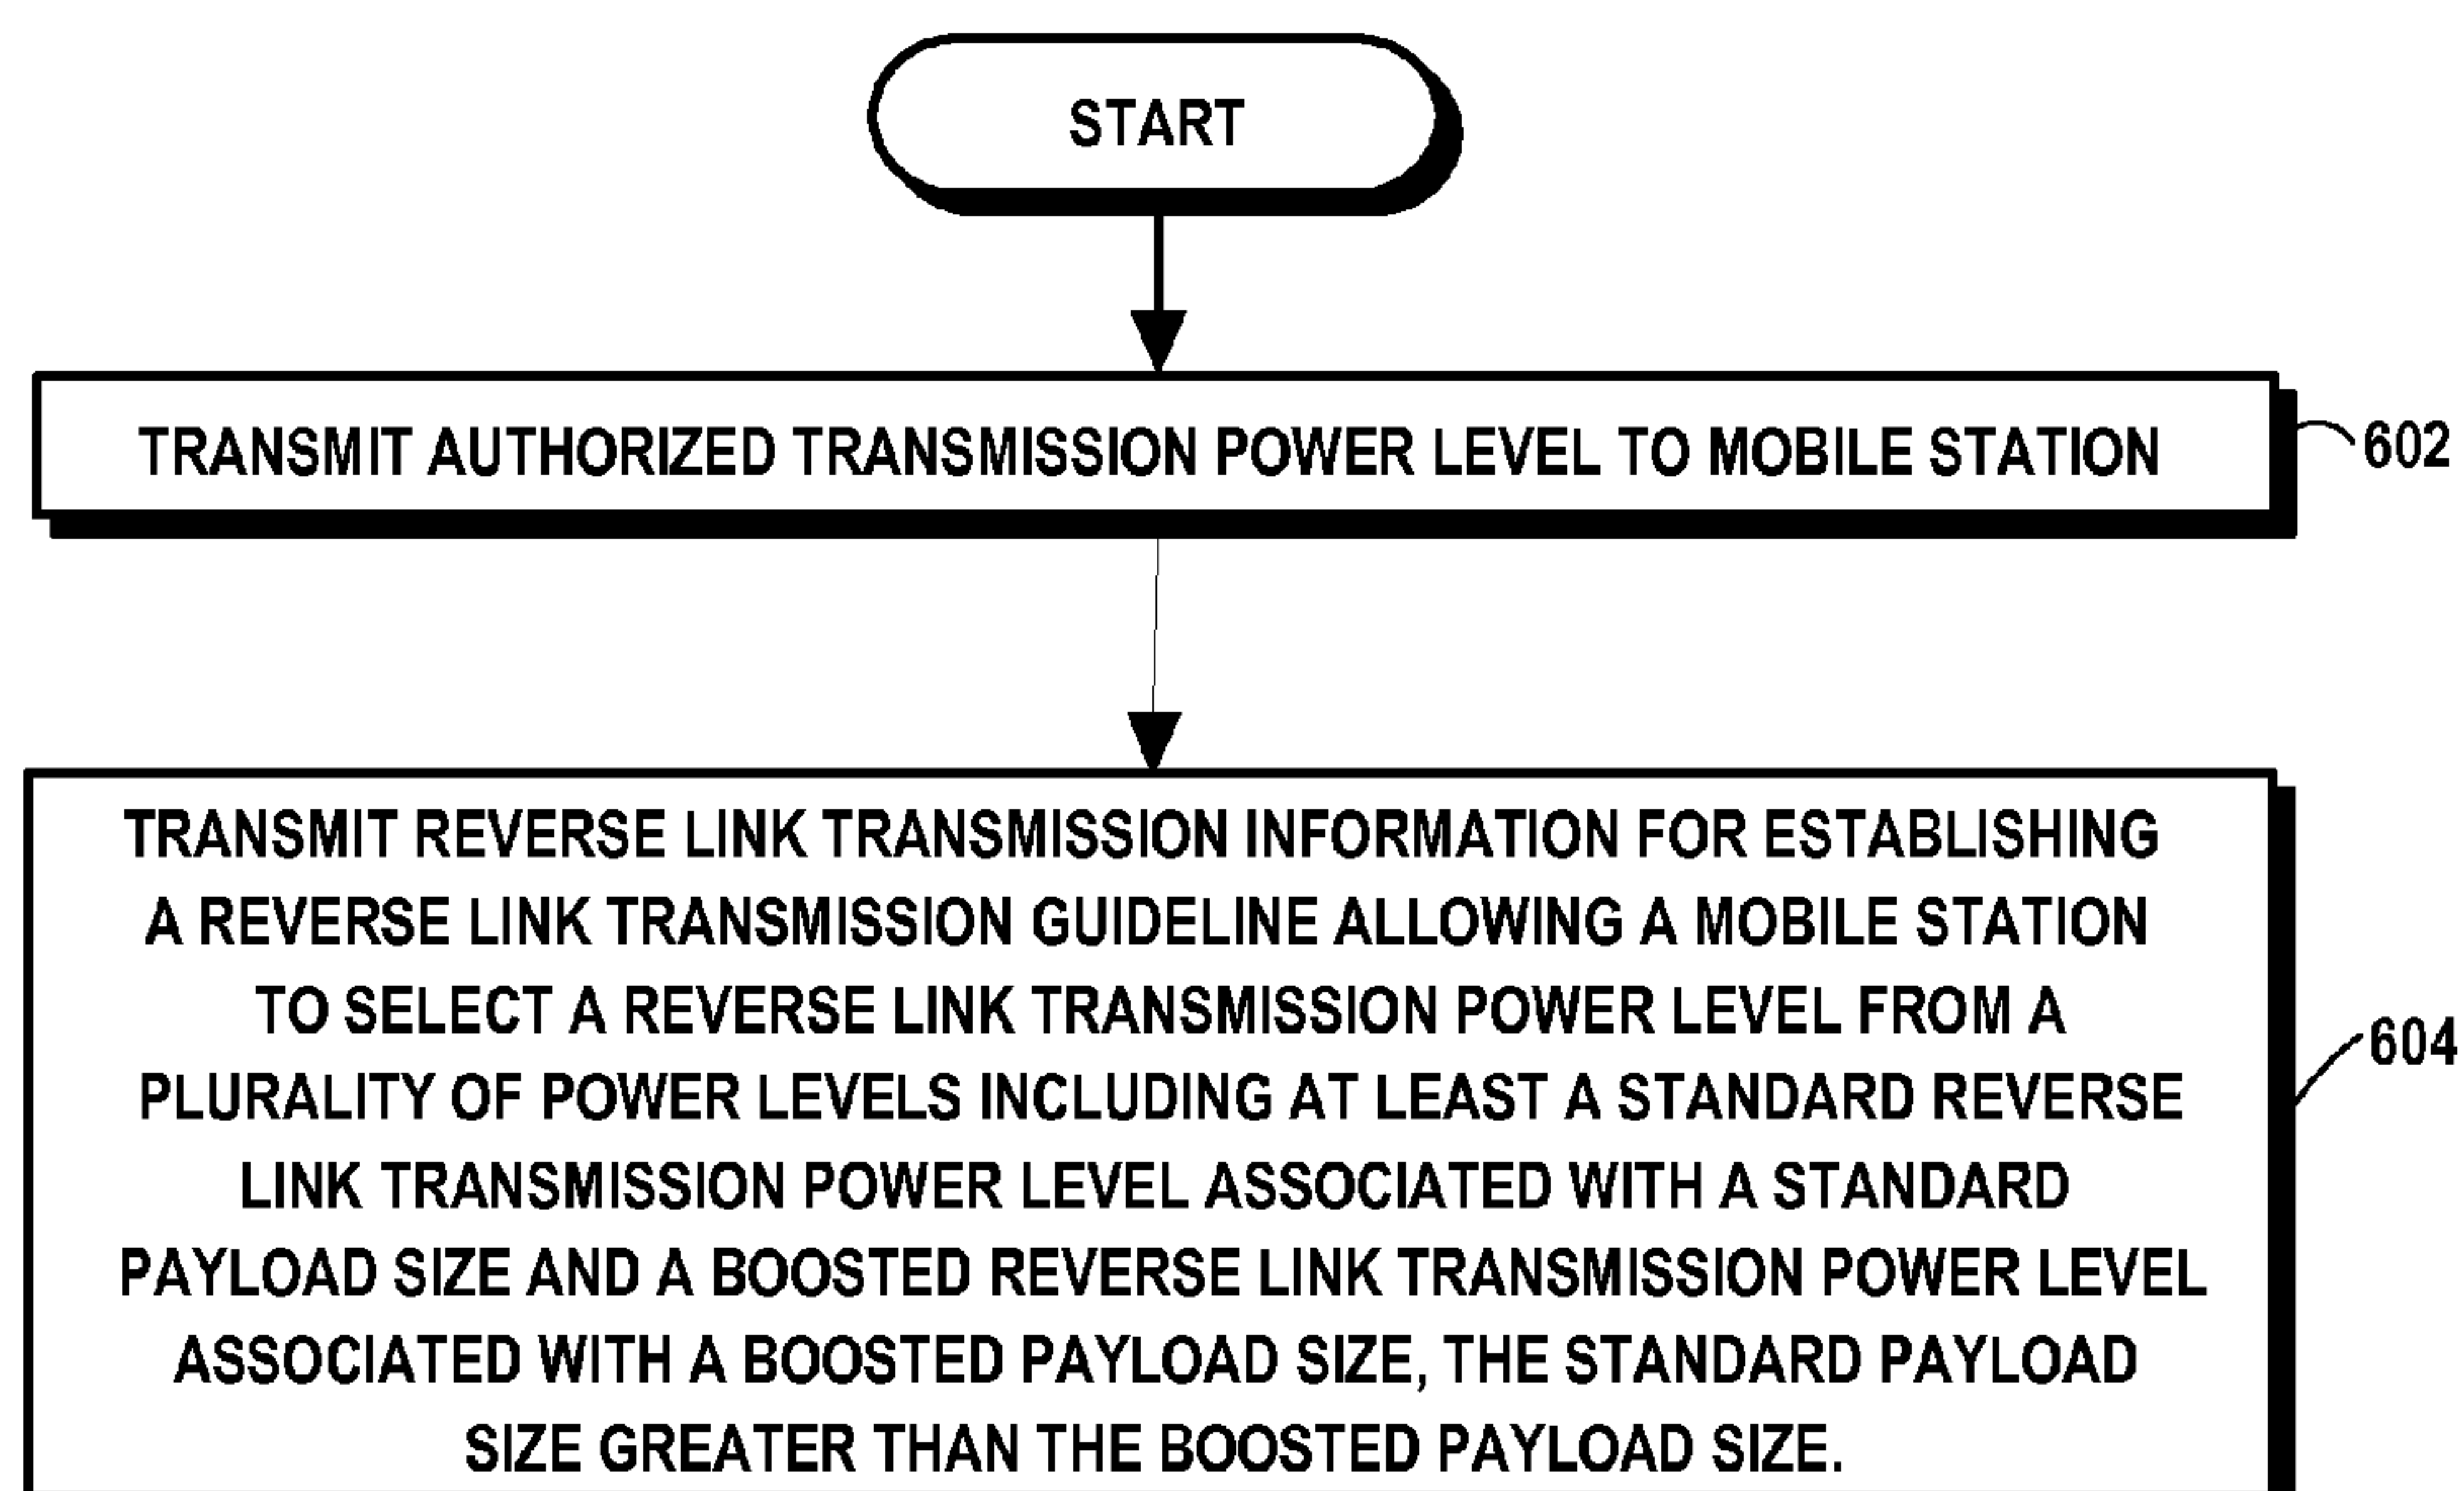 START
TRANSMIT AUTHORIZED TRANSMISSION POWER LEVEL TO MOBILE STATION
602
TRANSMIT REVERSE LINK TRANSMISSION INFORMATION FOR ESTABLISHING
A REVERSE LINK TRANSMISSION GUIDELINE ALLOWING A MOBILE STATION
TO SELECT A REVERSE LINK TRANSMISSION POWER LEVEL FROM A
PLURALITY OF POWER LEVELS INCLUDING AT LEAST A STANDARD REVERSE
LINK TRANSMISSION POWER LEVEL ASSOCIATED WITH A STANDARD
PAYLOAD SIZE AND A BOOSTED REVERSE LINK TRANSMISSION POWER LEVEL
ASSOCIATED WITH A BOOSTED PAYLOAD SIZE, THE STANDARD PAYLOAD
SIZE GREATER THAN THE BOOSTED PAYLOAD SIZE.
604